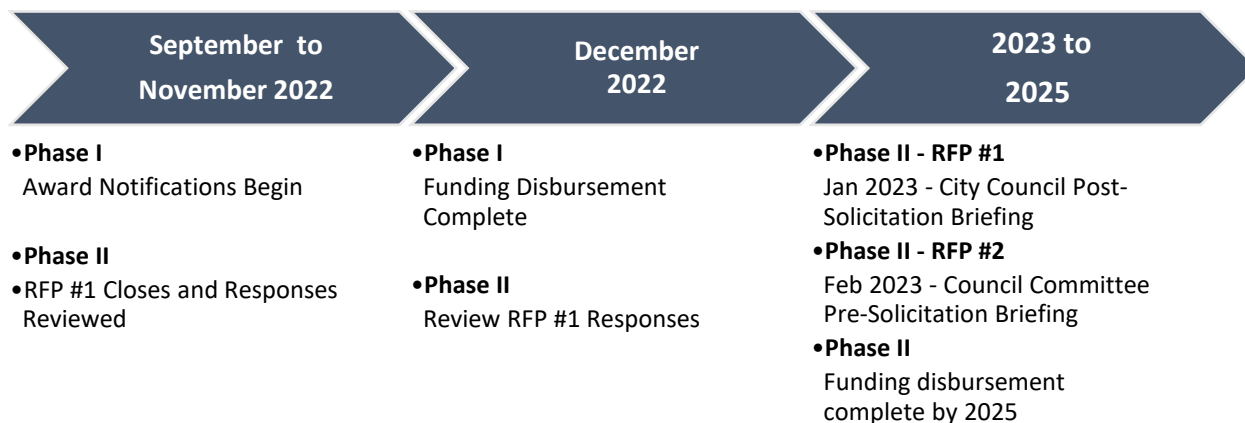 September to
November 2022
December
2022
2023 to
2025
•Phase I
Award Notifications Begin
•Phase II
•RFP #1 Closes and Responses
Reviewed
•Phase I
Funding Disbursement
Complete
•Phase II
Review RFP #1 Responses
•Phase II - RFP #1
Jan 2023 - City Council Post-
Solicitation Briefing
•Phase II - RFP #2
Feb 2023 - Council Committee
Pre-Solicitation Briefing
•Phase II
Funding disbursement
complete by 2025